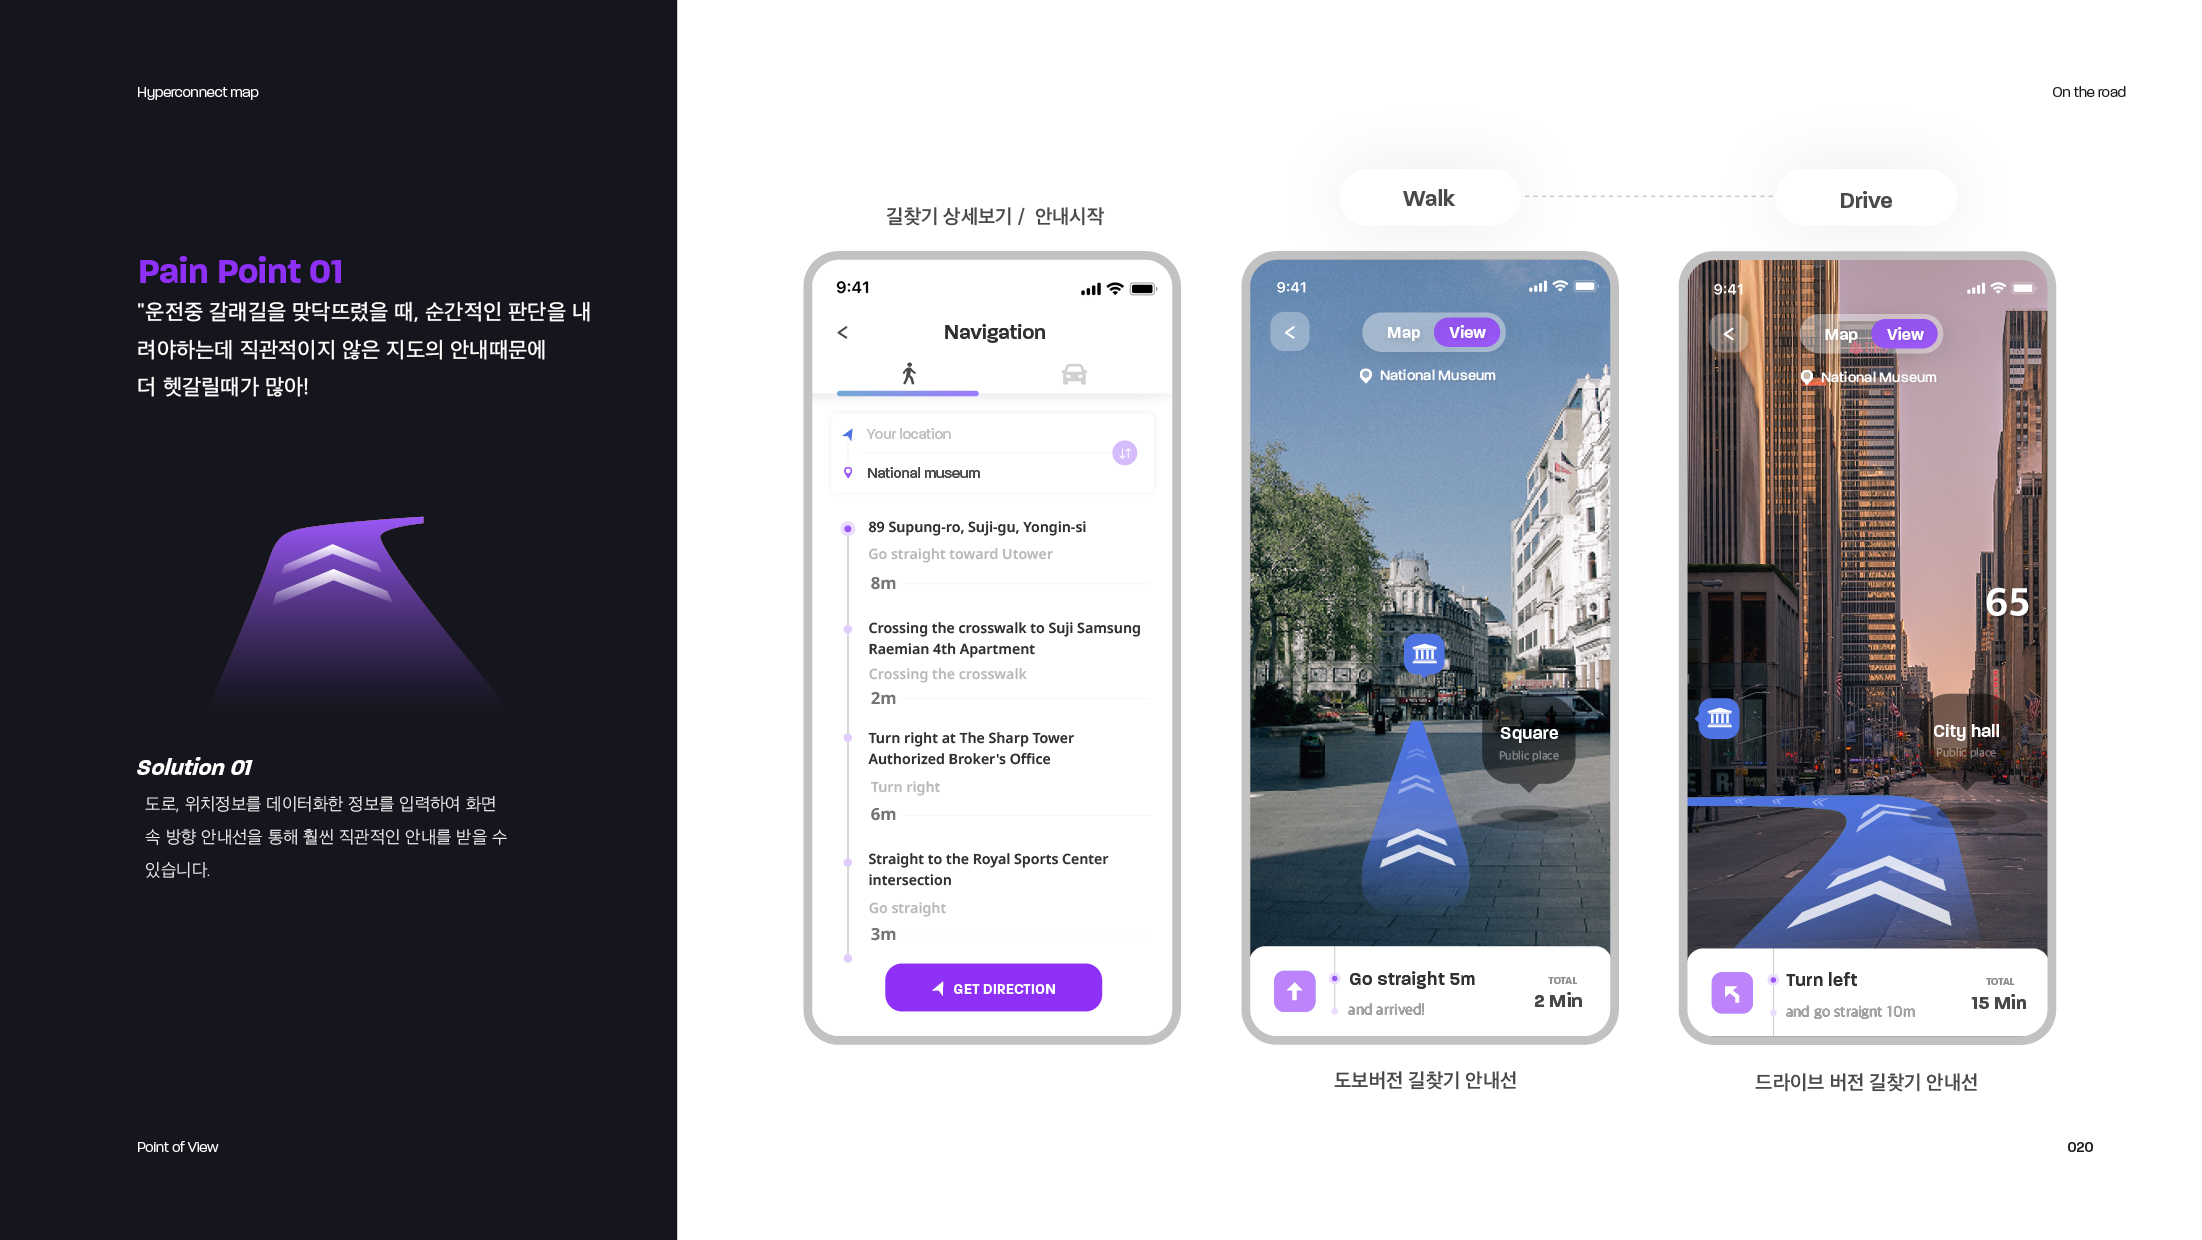 Hyperconnect map
On the road
Pain Point 01
"운전중 갈래길을 맞닥뜨렸을 때, 순간적인 판단을 내
려야하는데 직관적이지 않은 지도의 안내때문에
더 헷갈릴때가 많아!
Solution 01
도로, 위치정보를 데이터화한 정보를 입력하여 화면
속 방향 안내선을 통해 훨씬 직관적인 안내를 받을 수
있습니다.
Point of View
길찾기 상세보기 / 안내시작
9:41
<
Navigation
Your location
National museum
89 Supung-ro, Suji-gu, Yongin-si
Go straight toward Utower
8m
Crossing the crosswalk to Suji Samsung
Raemian 4th Apartment
Crossing the crosswalk
2m
Turn right at The Sharp Tower
Authorized Broker's Office
Turn right
6m
Straight to the Royal Sports Center
intersection
Go straight
3m
GET DIRECTION
Walk
9:41
<
Map View
National Museum
Square
Public place
Go straight 5m
and arrived!
TOTAL
2 Min
도보버전 길찾기 안내선
Drive
9:41
<
Map View
National Museum
65
City hall
Public place
Turn left
and go straignt 10m
TOTAL
15 Min
드라이브 버전 길찾기 안내선
020